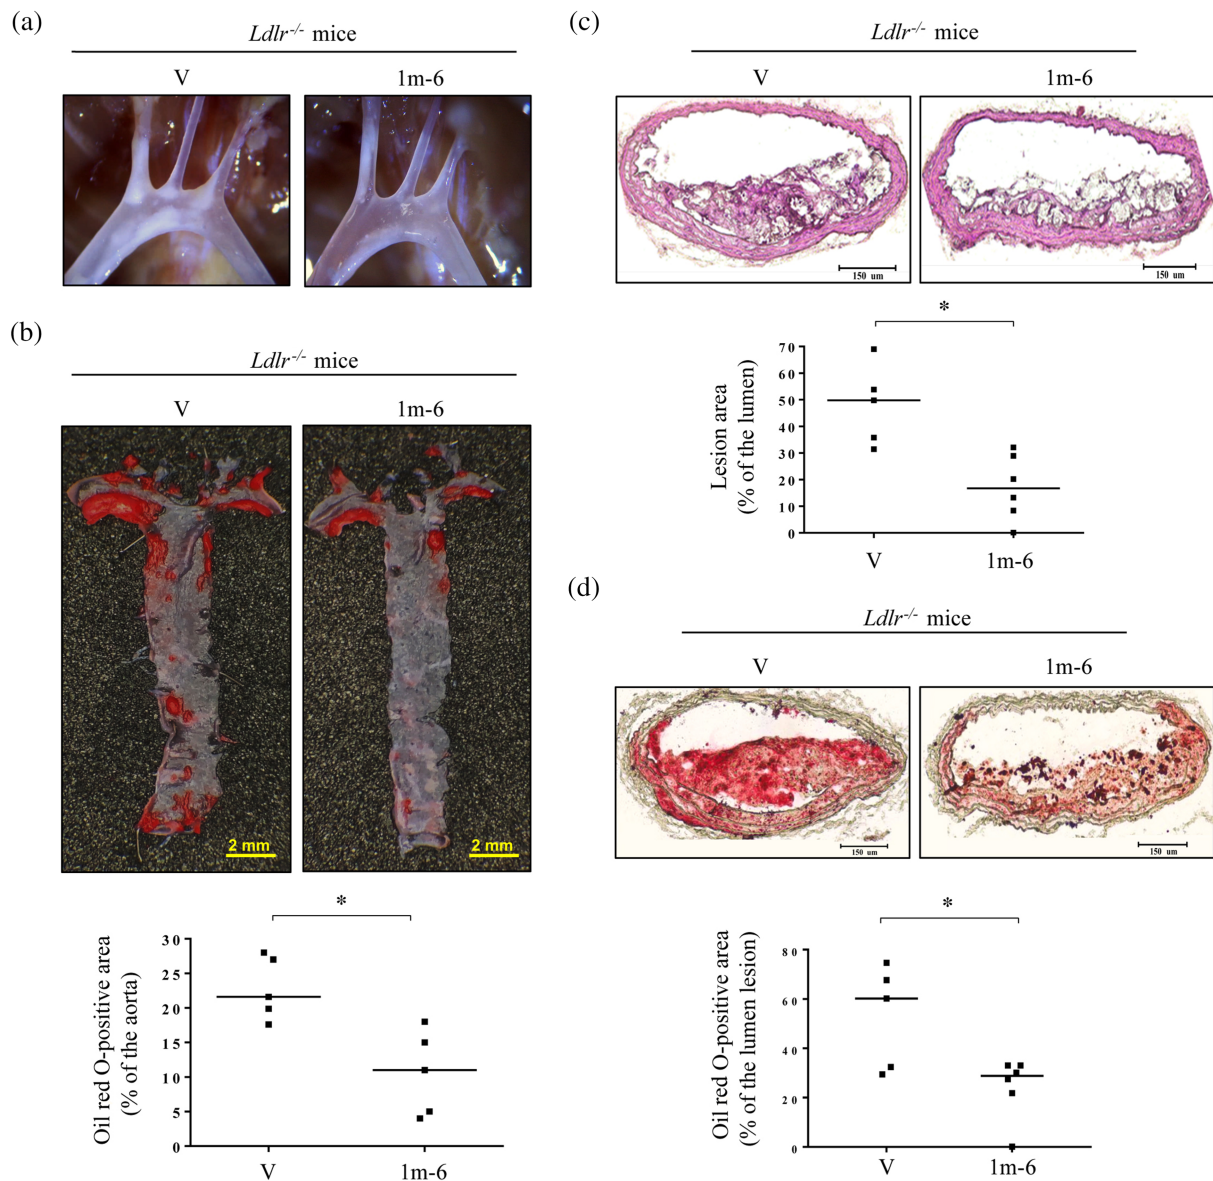 (a)
Ldlr-/- mice
V 1m-6
(b)
Ldlr-/- mice
V 1m-6
2 mm 2 mm
Oil red O-positive area
(% of the aorta)
30
25
20
15
10
5
0
*
V 1m-6
(c)
Ldlr-/- mice
V 1m-6
150 um 150 um
*
Lesion area
(% of the lumen)
70
60
50
40
30
20
10
0
V 1m-6
(d)
Ldlr-/- mice
V 1m-6
150 um 150 um
*
Oil red O-positive area
(% of the lumen lesion)
80
60
40
20
0
V 1m-6